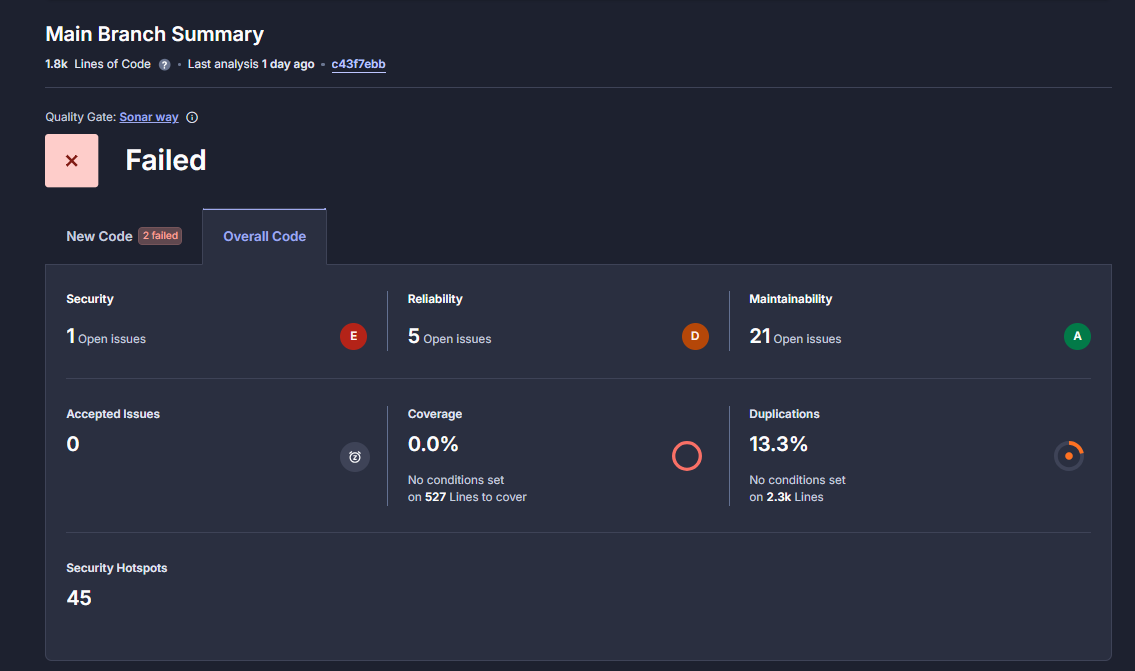 Main Branch Summary
1.8k Lines of Code ? • Last analysis 1 day ago • c43f7ebb
Quality Gate: Sonar way
Failed
New Code 2 failed Overall Code
Security Reliability Maintainability
1 Open issues E 5 Open issues D 21 Open issues A
Accepted Issues Coverage Duplications
0 0.0% 13.3%
No conditions set No conditions set
on 527 Lines to cover on 2.3k Lines
Security Hotspots
45